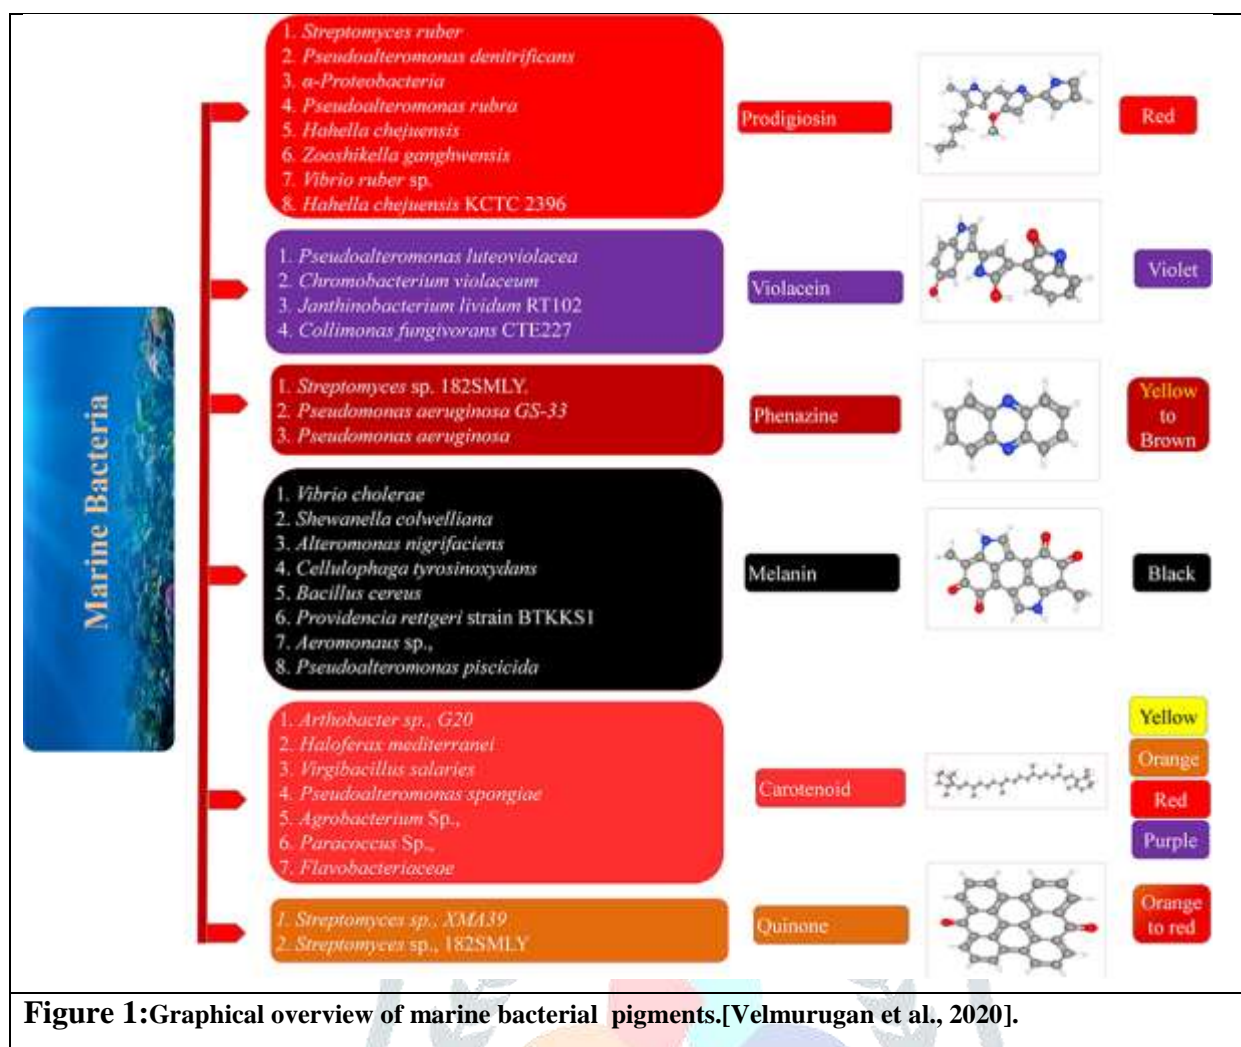 Marine Bacteria
1. Streptomyces ruber
2. Pseudoalteromonas denitrificans
3. α-Proteobacteria
4. Pseudoalteromonas rubra
5. Hahella chejuensis
6. Zooshikella ganghwensis
7. Vibrio ruber sp.
8. Hahella chejuensis KCTC 2396
Prodigiosin
Red
1. Pseudoalteromonas luteoviolacea
2. Chromobacterium violaceum
3. Janthinobacterium lividum RT102
4. Collimonas fungivorans CTE227
Violacein
Violet
1. Streptomyces sp. 182SMLY.
2. Pseudomonas aeruginosa GS-33
3. Pseudomonas aeruginosa
Phenazine
Yellow
to
Brown
1. Vibrio cholerae
2. Shewanella colwelliana
3. Alteromonas nigrifaciens
4. Cellulophaga tyrosinoxydans
5. Bacillus cereus
6. Providencia rettgeri strain BTKKS1
7. Aeromonaus sp.,
8. Pseudoalteromonas piscicida
Melanin
Black
1. Arthobacter sp., G20
2. Haloferax mediterranei
3. Virgibacillus salaries
4. Pseudoalteromonas spongiae
5. Agrobacterium Sp.,
6. Paracoccus Sp.,
7. Flavobacteriaceae
Carotenoid
Yellow
Orange
Red
Purple
1. Streptomyces sp., XMA39
2. Streptomyces sp., 182SMLY
Quinone
Orange
to red
Figure 1:Graphical overview of marine bacterial pigments.[Velmurugan et al., 2020].